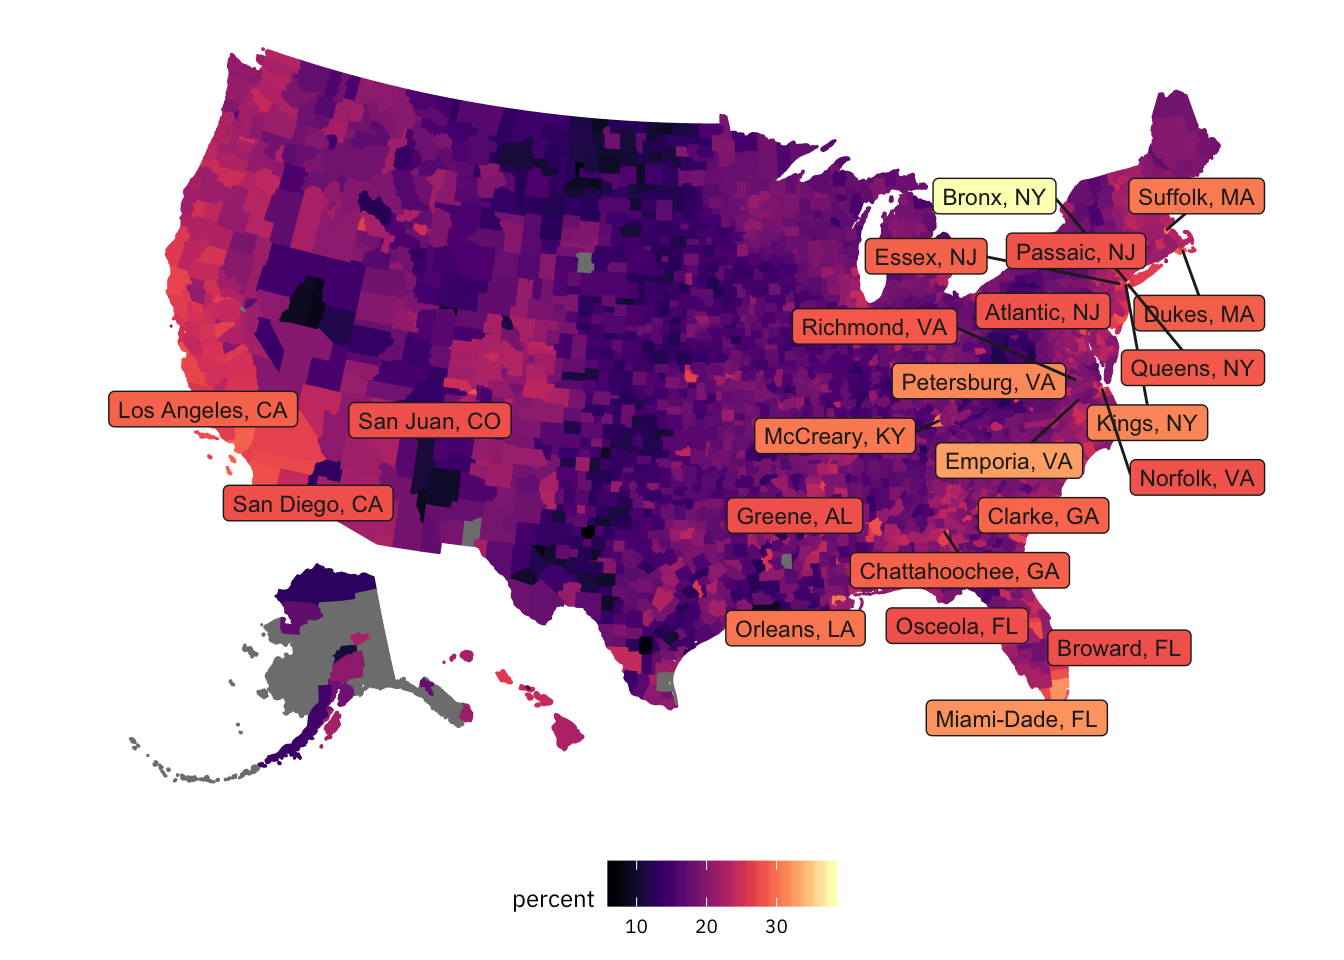 Bronx, NY
Suffolk, MA
Essex, NJ
Passaic, NJ
Atlantic, NJ
Dukes, MA
Richmond, VA
Queens, NY
Petersburg, VA
Los Angeles, CA
San Juan, CO
Kings, NY
McCreary, KY
Emporia, VA
Norfolk, VA
San Diego, CA
Greene, AL
Clarke, GA
Chattahoochee, GA
Orleans, LA
Osceola, FL
Broward, FL
Miami-Dade, FL
percent
10 20 30